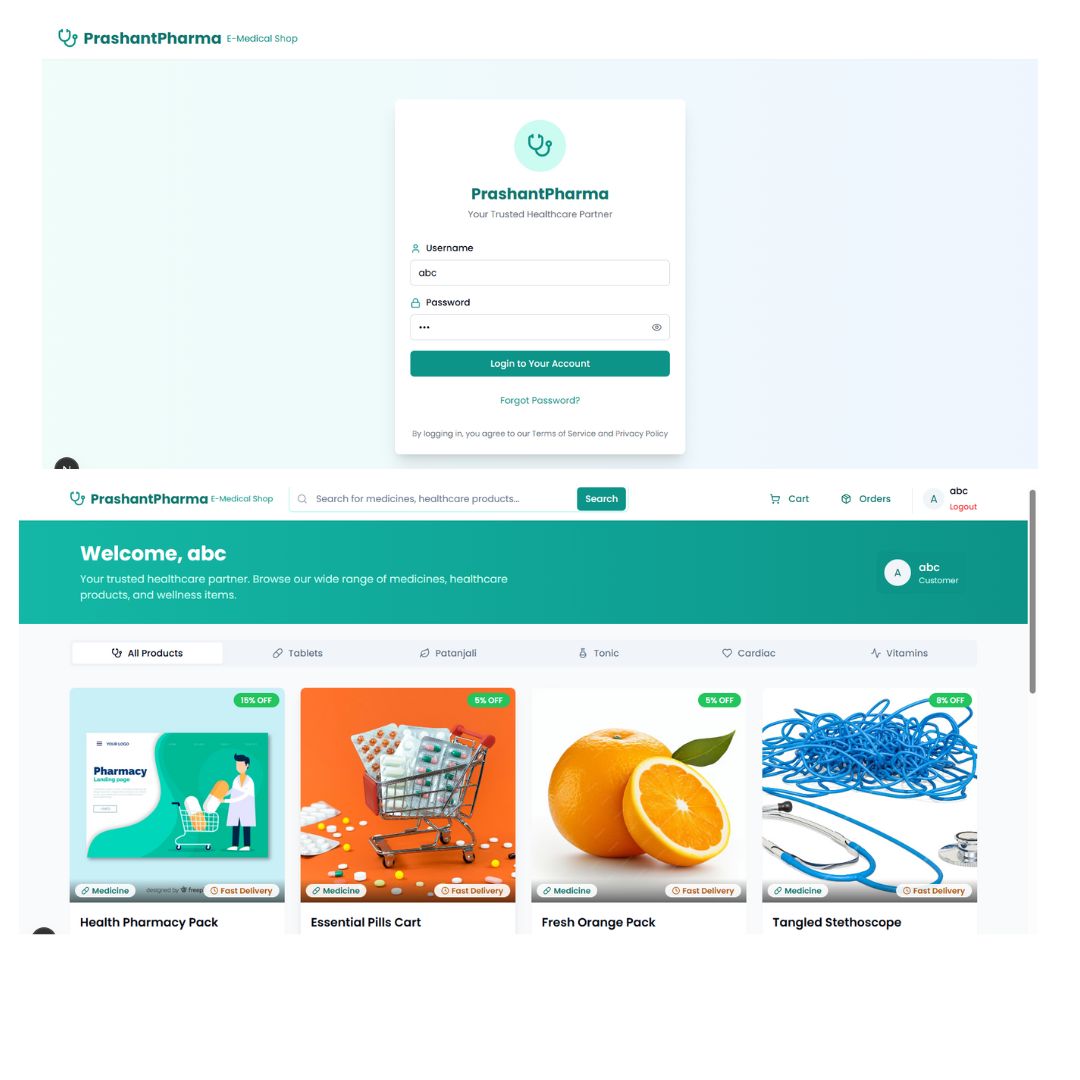 PrashantPharma E-Medical Shop
PrashantPharma
Your Trusted Healthcare Partner
Username
abc
Password
•••
Login to Your Account
Forgot Password?
By logging in, you agree to our Terms of Service and Privacy Policy
PrashantPharma E-Medical Shop Search for medicines, healthcare products... Search Cart Orders A abc
Logout
Welcome, abc
Your trusted healthcare partner. Browse our wide range of medicines, healthcare
products, and wellness items.
A abc
Customer
All Products Tablets Patanjali Tonic Cardiac Vitamins
15% OFF 5% OFF 5% OFF 8% OFF
YOUR LOGO
Pharmacy
Landing page
designed by freep
Medicine Fast Delivery Medicine Fast Delivery Medicine Fast Delivery Medicine Fast Delivery
Health Pharmacy Pack Essential Pills Cart Fresh Orange Pack Tangled Stethoscope